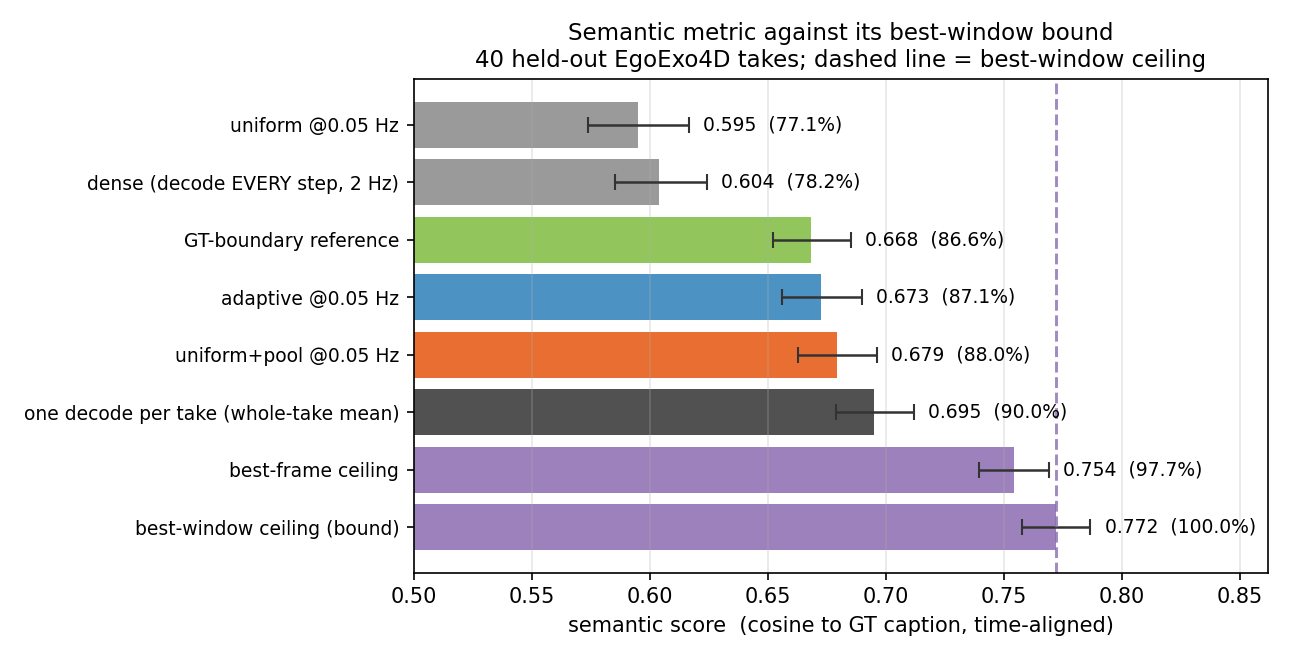 Semantic metric against its best-window bound
40 held-out EgoExo4D takes; dashed line = best-window ceiling
uniform @0.05 Hz 0.595 (77.1%)
dense (decode EVERY step, 2 Hz) 0.604 (78.2%)
GT-boundary reference 0.668 (86.6%)
adaptive @0.05 Hz 0.673 (87.1%)
uniform+pool @0.05 Hz 0.679 (88.0%)
one decode per take (whole-take mean) 0.695 (90.0%)
best-frame ceiling 0.754 (97.7%)
best-window ceiling (bound) 0.772 (100.0%)
0.50 0.55 0.60 0.65 0.70 0.75 0.80 0.85
semantic score (cosine to GT caption, time-aligned)